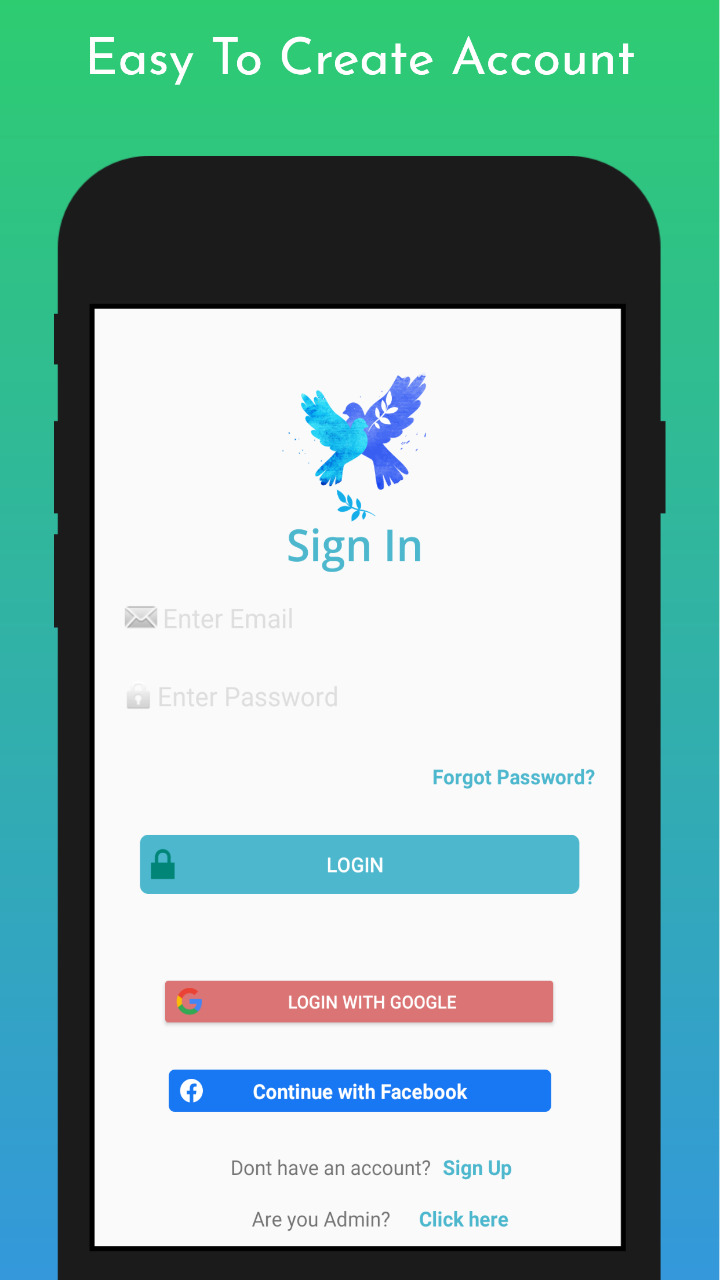 Easy To Create Account
Sign In
Enter Email
Enter Password
Forgot Password?
LOGIN
LOGIN WITH GOOGLE
Continue with Facebook
Dont have an account? Sign Up
Are you Admin? Click here